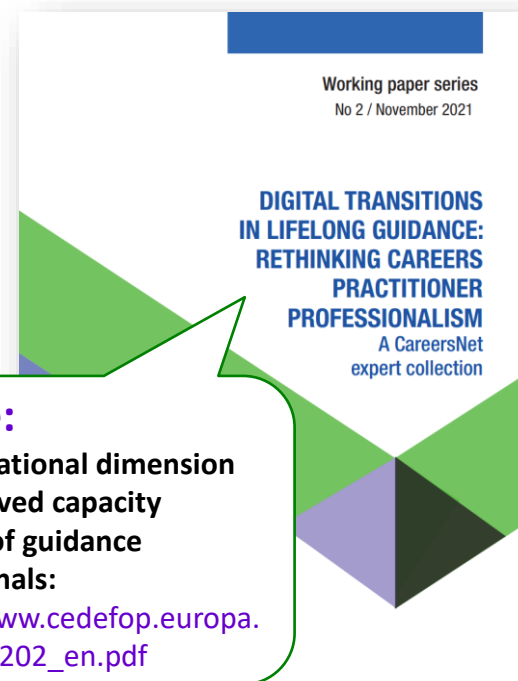 Working paper series
No 2 / November 2021
DIGITAL TRANSITIONS
IN LIFELONG GUIDANCE:
RETHINKING CAREERS
PRACTITIONER
PROFESSIONALISM
A CareersNet
expert collection
:
ational dimension
ved capacity
of guidance
nals:
ww.cedefop.europa.
202_en.pdf